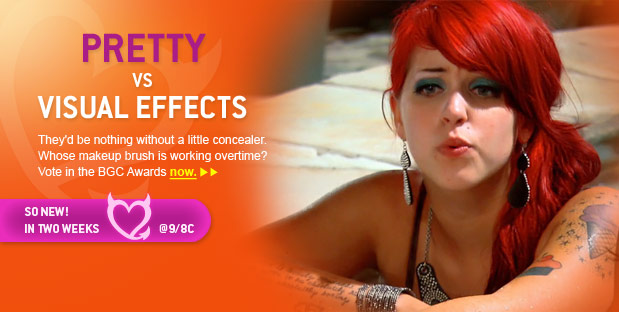 PRETTY
VS
VISUAL EFFECTS
They'd be nothing without a little concealer.
Whose makeup brush is working overtime?
Vote in the BGC Awards now.
SO NEW!
IN TWO WEEKS
@9/8C